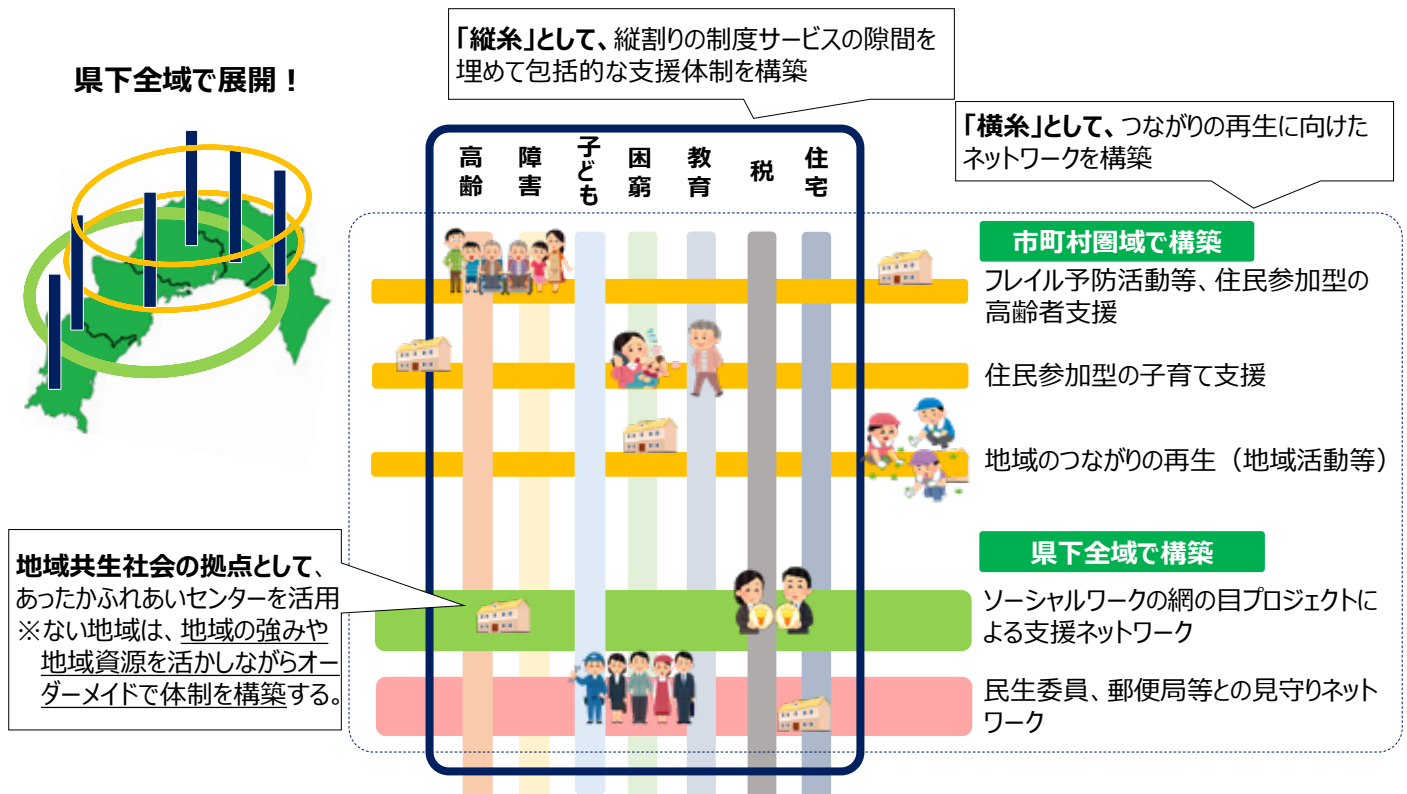 「縦糸」として、縦割りの制度サービスの隙間を
埋めて包括的な支援体制を構築
県下全域で展開！
「横糸」として、つながりの再生に向けた
ネットワークを構築
高齢
障害
子ども
困窮
教育
税
住宅
市町村圏域で構築
フレイル予防活動等、住民参加型の
高齢者支援
住民参加型の子育て支援
地域のつながりの再生（地域活動等）
地域共生社会の拠点として、
あったかふれあいセンターを活用
※ない地域は、地域の強みや
地域資源を活かしながらオー
ダーメイドで体制を構築する。
県下全域で構築
ソーシャルワークの網の目プロジェクトに
よる支援ネットワーク
民生委員、郵便局等との見守りネット
ワーク